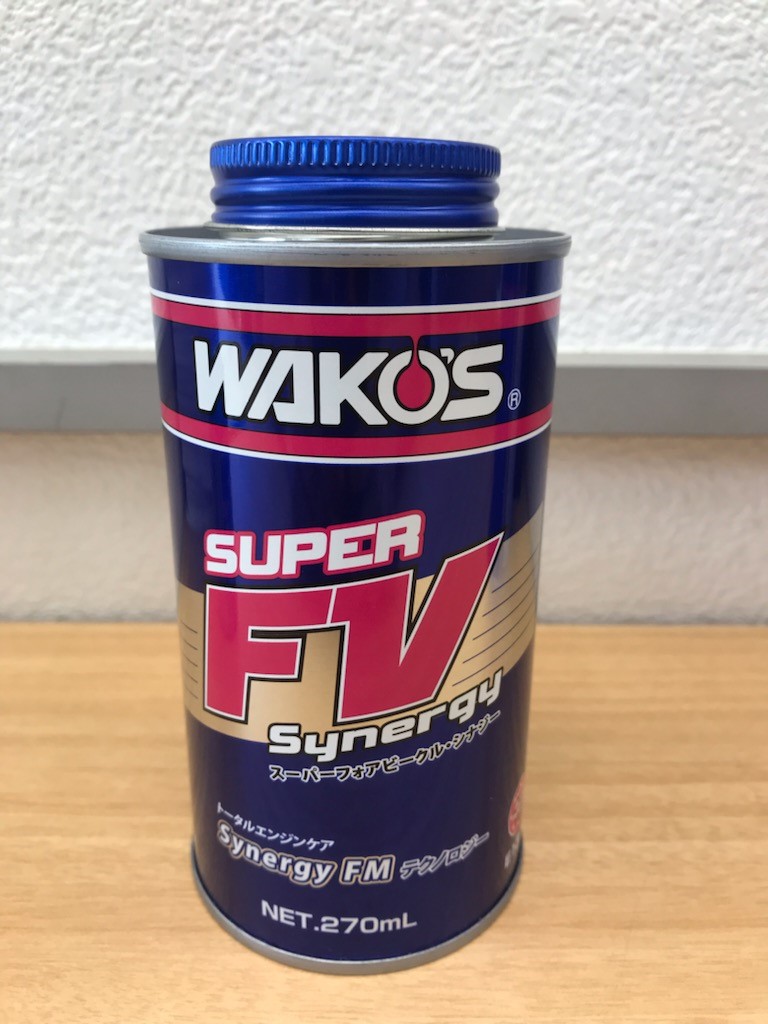 WAKO'S®
SUPER
FV
Synergy
スーパーフォアビークル・シナジー
トータルエンジンケア
Synergy FM テクノロジー
NET.270mL